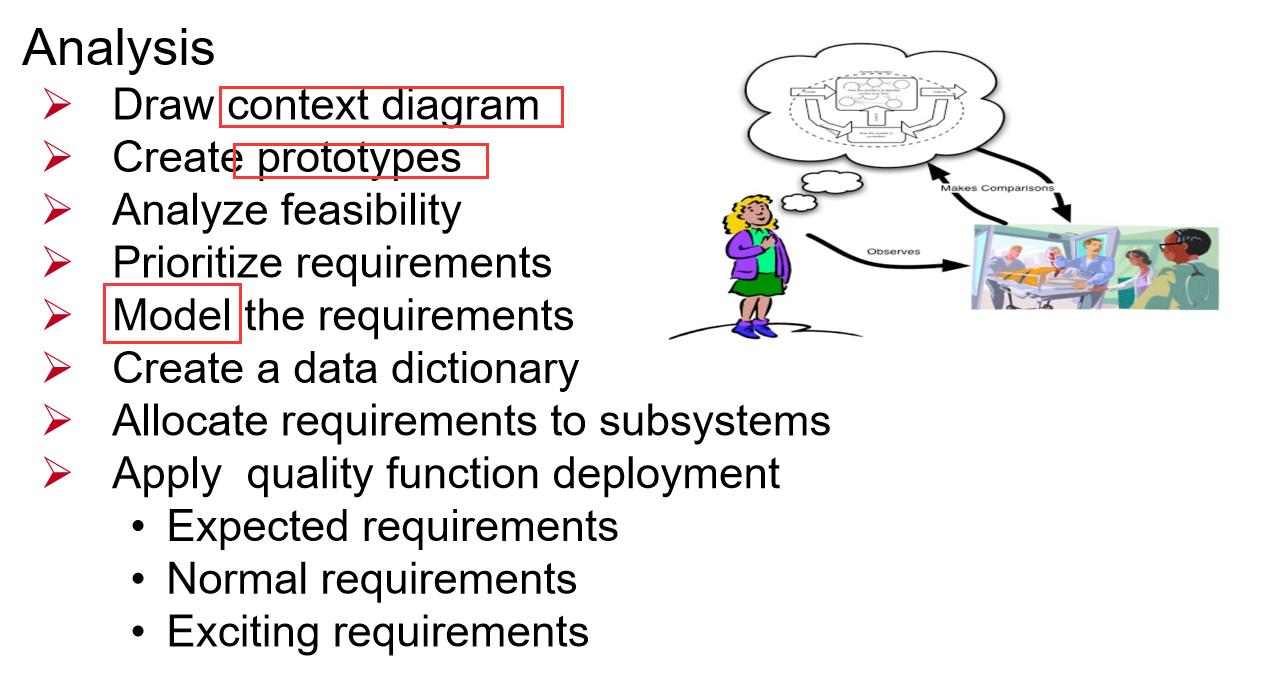 Analysis
Draw context diagram
Create prototypes
Analyze feasibility
Prioritize requirements
Model the requirements
Create a data dictionary
Allocate requirements to subsystems
Apply quality function deployment
• Expected requirements
• Normal requirements
• Exciting requirements
Makes Comparisons
Observes